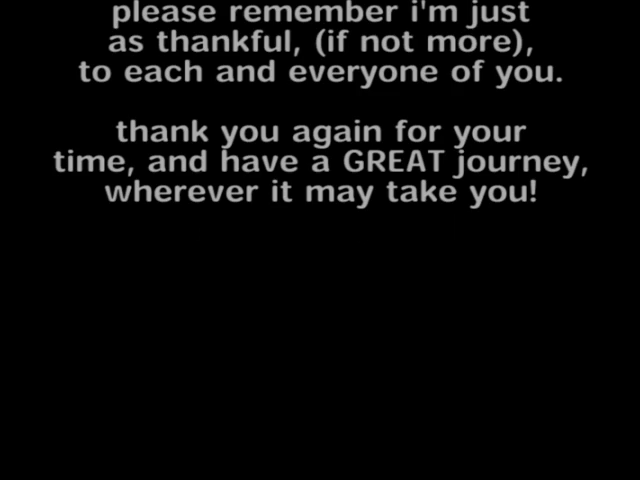 please remember i'm just
as thankful, (if not more),
to each and everyone of you.
thank you again for your
time, and have a GREAT journey,
wherever it may take you!